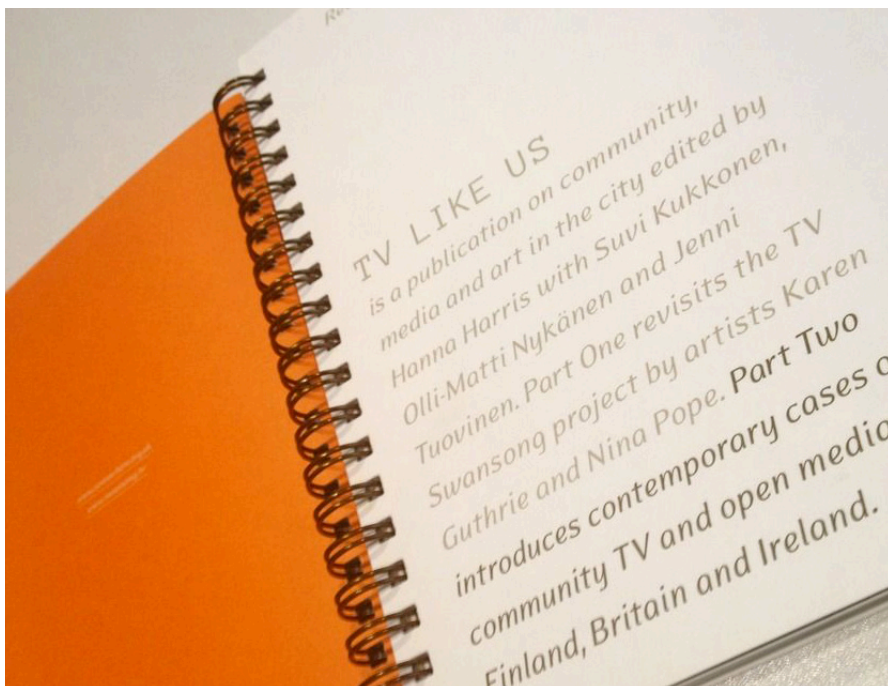 TV LIKE US
is a publication on community,
media and art in the city edited by
Hanna Harris with Suvi Kukkonen,
Olli-Matti Nykänen and Jenni
Tuovinen. Part One revisits the TV
Swansong project by artists Karen
Guthrie and Nina Pope. Part Two
introduces contemporary cases
community TV and open media
Finland, Britain and Ireland.